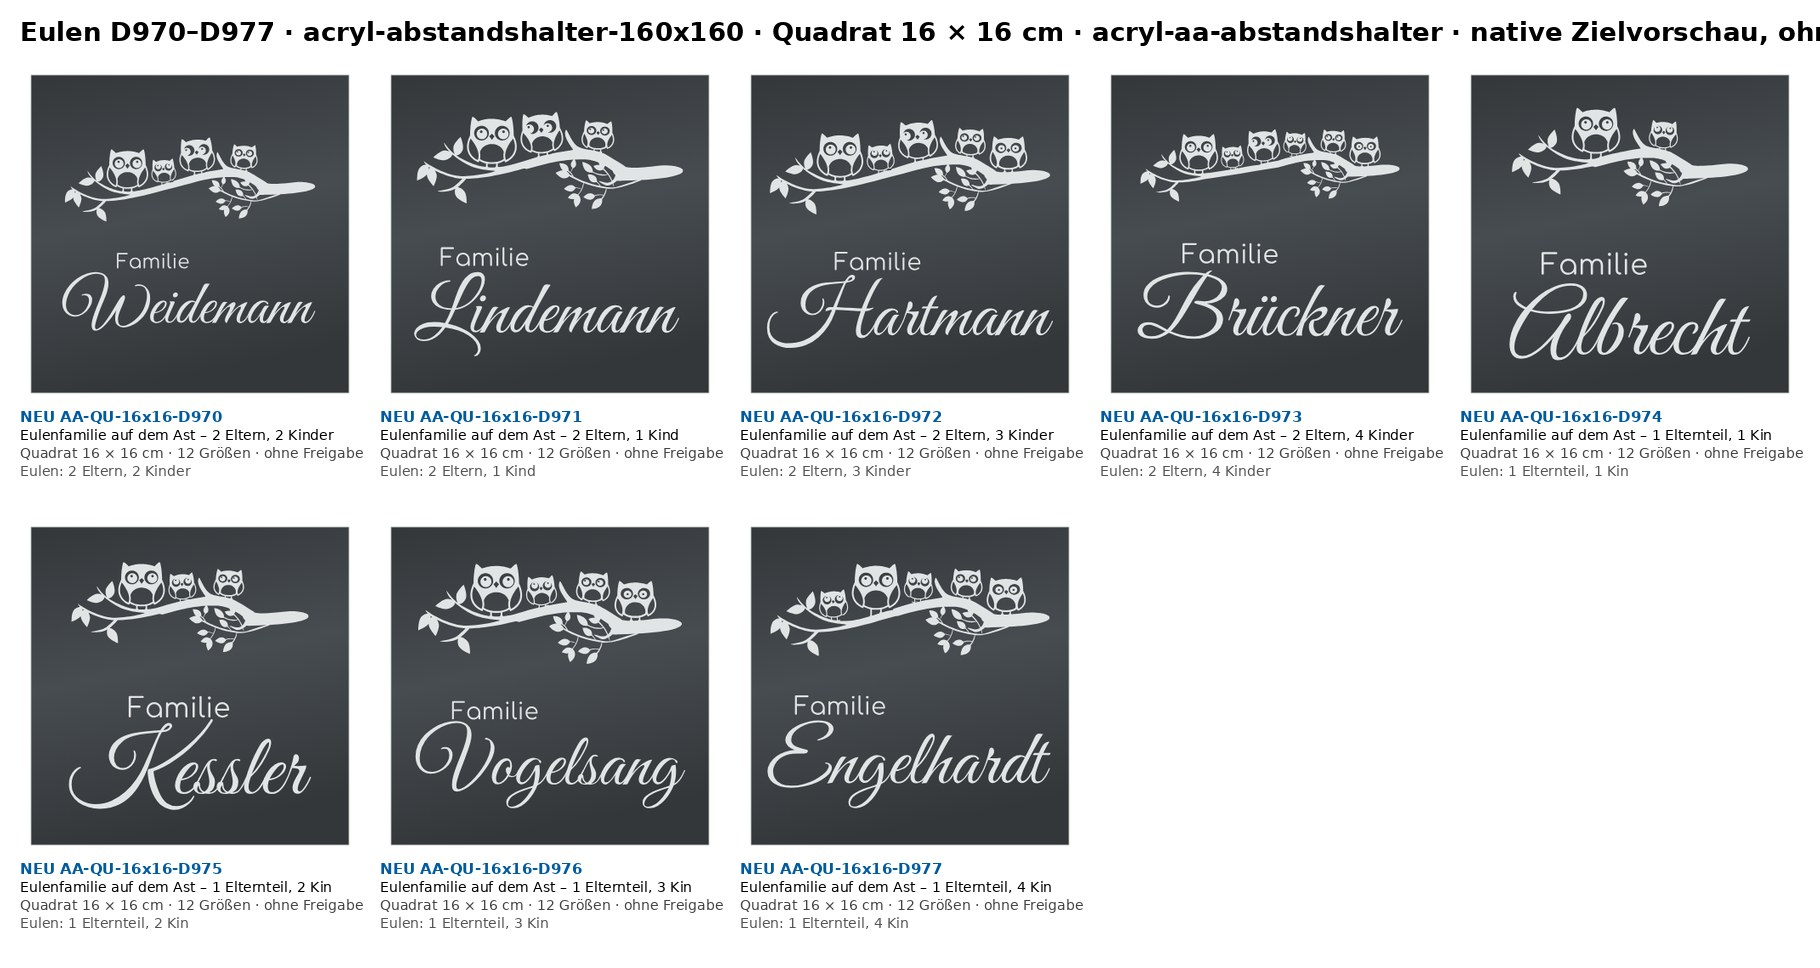 Eulen D970–D977 · acryl-abstandshalter-160x160 · Quadrat 16 × 16 cm · acryl-aa-abstandshalter · native Zielvorschau,
Familie
Weidemann
Familie
Lindemann
Familie
Hartmann
Familie
Brückner
Familie
Albrecht
NEU AA-QU-16x16-D970
Eulenfamilie auf dem Ast – 2 Eltern, 2 Kinder
Quadrat 16 × 16 cm · 12 Größen · ohne Freigabe
Eulen: 2 Eltern, 2 Kinder
NEU AA-QU-16x16-D971
Eulenfamilie auf dem Ast – 2 Eltern, 1 Kind
Quadrat 16 × 16 cm · 12 Größen · ohne Freigabe
Eulen: 2 Eltern, 1 Kind
NEU AA-QU-16x16-D972
Eulenfamilie auf dem Ast – 2 Eltern, 3 Kinder
Quadrat 16 × 16 cm · 12 Größen · ohne Freigabe
Eulen: 2 Eltern, 3 Kinder
NEU AA-QU-16x16-D973
Eulenfamilie auf dem Ast – 2 Eltern, 4 Kinder
Quadrat 16 × 16 cm · 12 Größen · ohne Freigabe
Eulen: 2 Eltern, 4 Kinder
NEU AA-QU-16x16-D974
Eulenfamilie auf dem Ast – 1 Elternteil, 1 Kin
Quadrat 16 × 16 cm · 12 Größen · ohne Freigabe
Eulen: 1 Elternteil, 1 Kin
Familie
Kessler
Familie
Vogelsang
Familie
Engelhardt
NEU AA-QU-16x16-D975
Eulenfamilie auf dem Ast – 1 Elternteil, 2 Kin
Quadrat 16 × 16 cm · 12 Größen · ohne Freigabe
Eulen: 1 Elternteil, 2 Kin
NEU AA-QU-16x16-D976
Eulenfamilie auf dem Ast – 1 Elternteil, 3 Kin
Quadrat 16 × 16 cm · 12 Größen · ohne Freigabe
Eulen: 1 Elternteil, 3 Kin
NEU AA-QU-16x16-D977
Eulenfamilie auf dem Ast – 1 Elternteil, 4 Kin
Quadrat 16 × 16 cm · 12 Größen · ohne Freigabe
Eulen: 1 Elternteil, 4 Kin